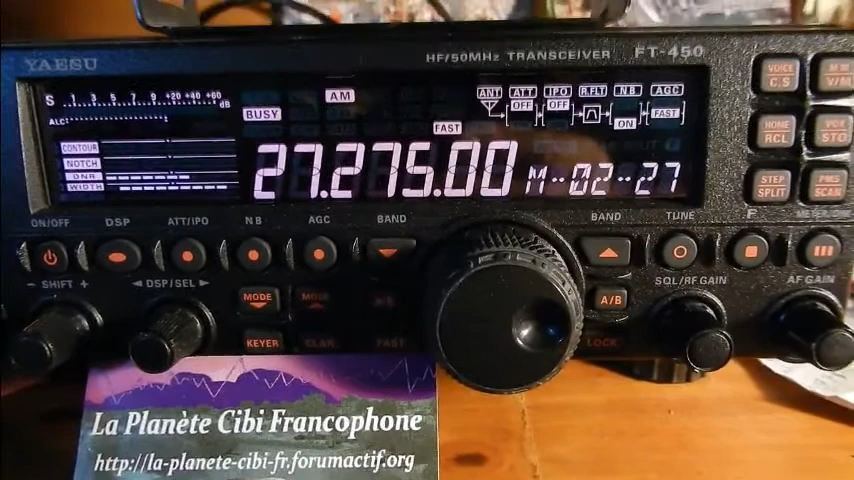 YAESU
HF/50MHz TRANSCEIVER FT-450
S 1 3 5 7 9 +20 +40 +60 dB
ALC
BUSY
AM
ANT ATT IPO R.FLT NB AGC
OFF OFF ON FAST
FAST
CONTOUR
NOTCH
DNR
WIDTH
27.275.00 M-02-27
VOICE C.S
V/M
HOME RCL
VOX STO
STEP SPLIT
PMS SCAN
ON/OFF DSP ATT/IPO NB AGC BAND BAND TUNE F
- SHIFT + ◄DSP/SEL► SQL/RF GAIN AF GAIN
MODE MODE A/B
KEYER CLAR FAST LOCK
La Planète Cibi Francophone
http://la-planete-cibi-fr.forumactif.org